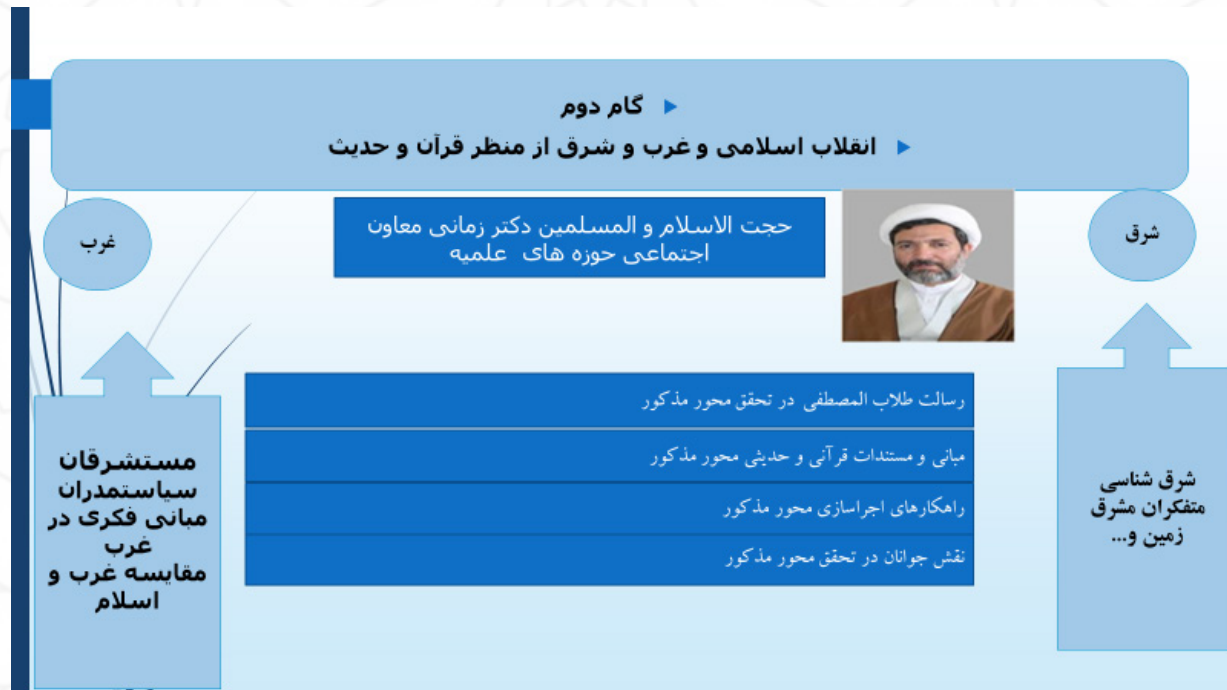 گام دوم
انقلاب اسلامی و غرب و شرق از منظر قرآن و حدیث
شرق
حجت الاسلام و المسلمین دکتر زمانی معاون
اجتماعی حوزه های علمیه
غرب
شرق شناسی
متفکران مشرق
زمین و...
رسالت طلاب المصطفی در تحقق محور مذکور
مبانی و مستندات قرآنی و حدیثی محور مذکور
راهکارهای اجراسازی محور مذکور
نقش جوانان در تحقق محور مذکور
مستشرقان
سیاستمدران
مبانی فکری در
غرب
مقایسه غرب و
اسلام